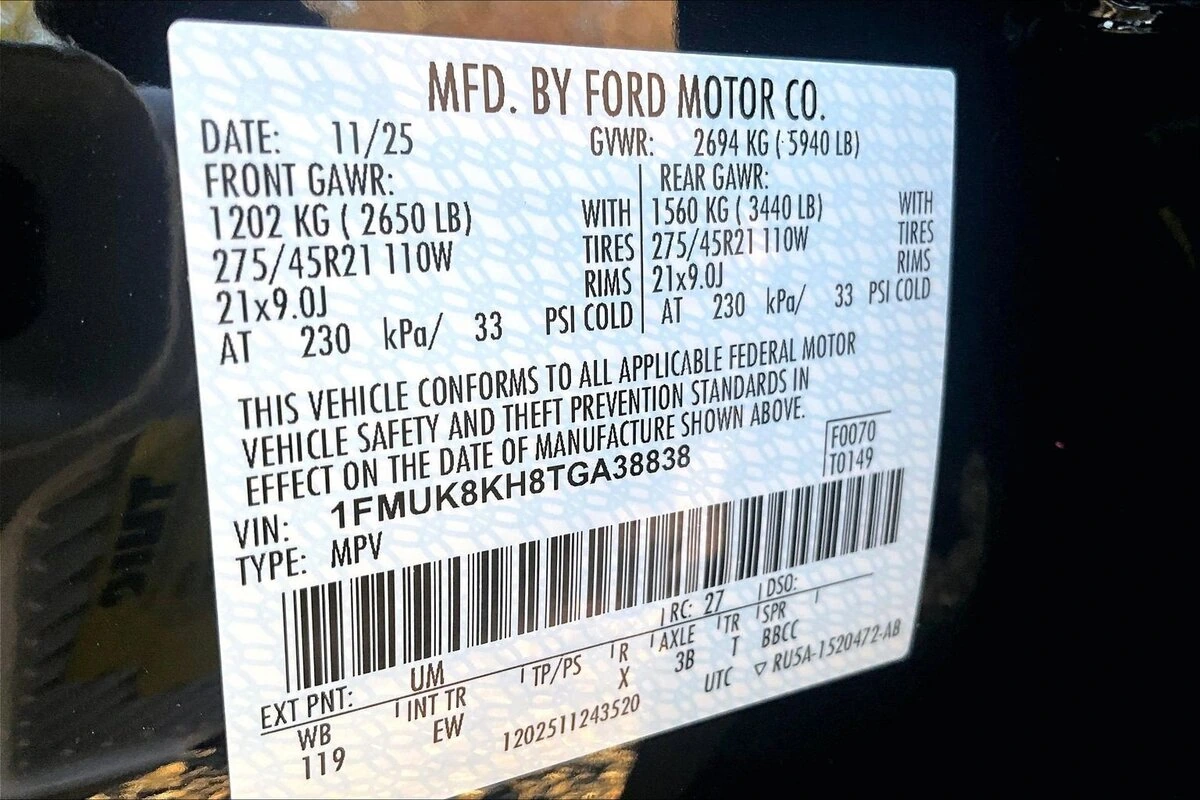 MFD. BY FORD MOTOR CO.
DATE: 11/25 GVWR: 2694 KG ( 5940 LB)
FRONT GAWR: REAR GAWR:
1202 KG ( 2650 LB) WITH 1560 KG ( 3440 LB) WITH
275/45R21 110W TIRES 275/45R21 110W TIRES
21x9.0J RIMS 21x9.0J RIMS
AT 230 kPa/ 33 PSI COLD AT 230 kPa/ 33 PSI COLD
THIS VEHICLE CONFORMS TO ALL APPLICABLE FEDERAL MOTOR
VEHICLE SAFETY AND THEFT PREVENTION STANDARDS IN
EFFECT ON THE DATE OF MANUFACTURE SHOWN ABOVE.
F0070
VIN: 1FMUK8KH8TGA38838 T0149
TYPE: MPV
EXT PNT: UM RC: 27 DSO:
WB INT TR TP/PS R AXLE TR SPR
119 EW X 3B T BBCC
1202511243520 UTC ▽ RU5A-1520472-AB